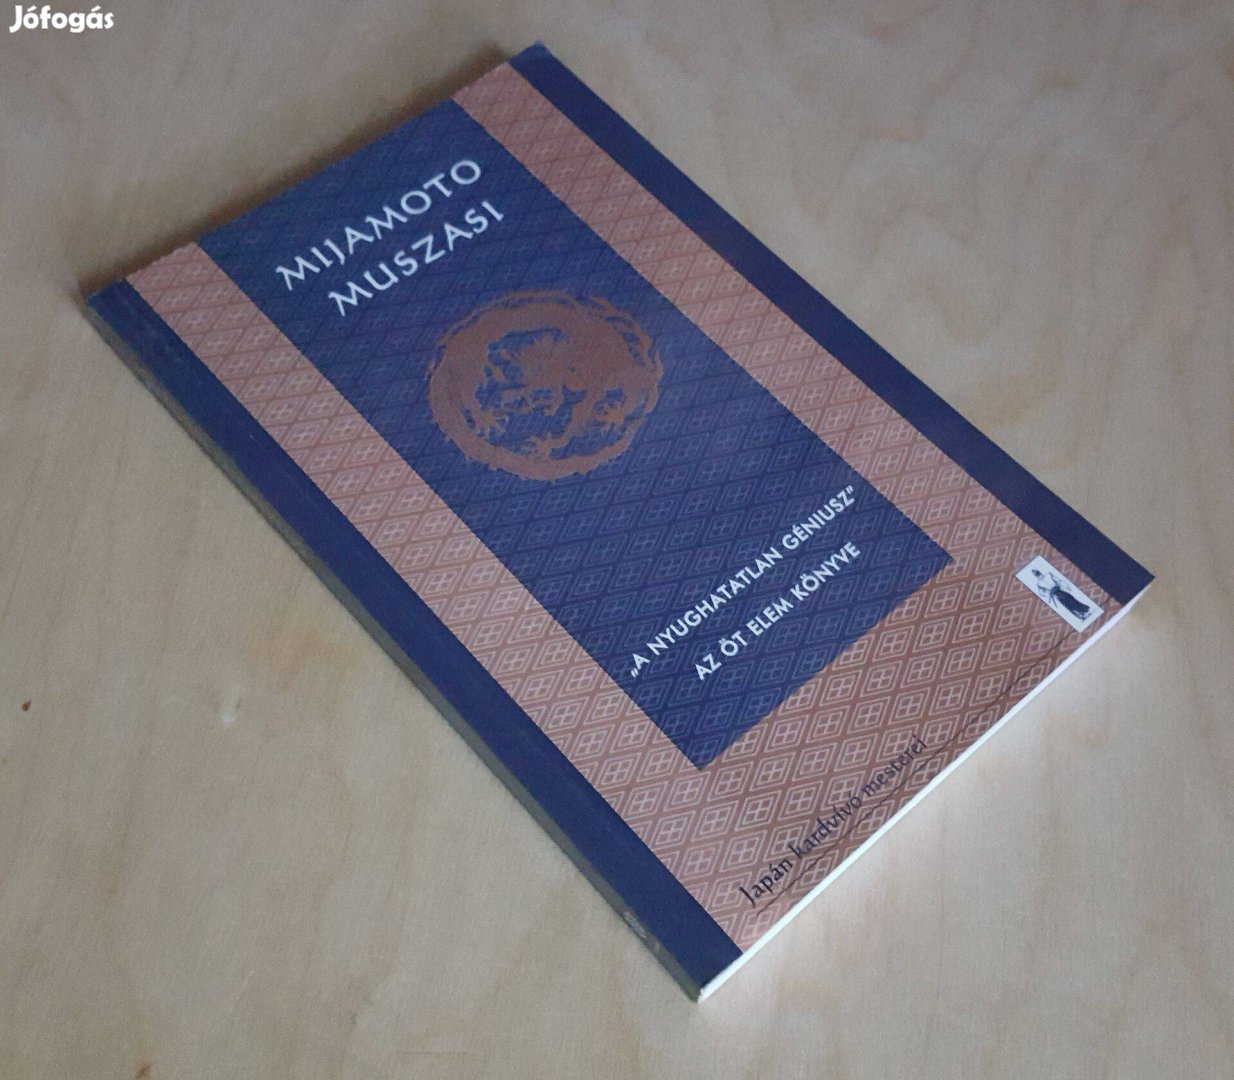 Jófogás
MIJAMOTO
MUSZASI
„A NYUGHATATLAN GÉNIUSZ”
AZ ÖT ELEM KÖNYVE
Japán kardvívó mesterei